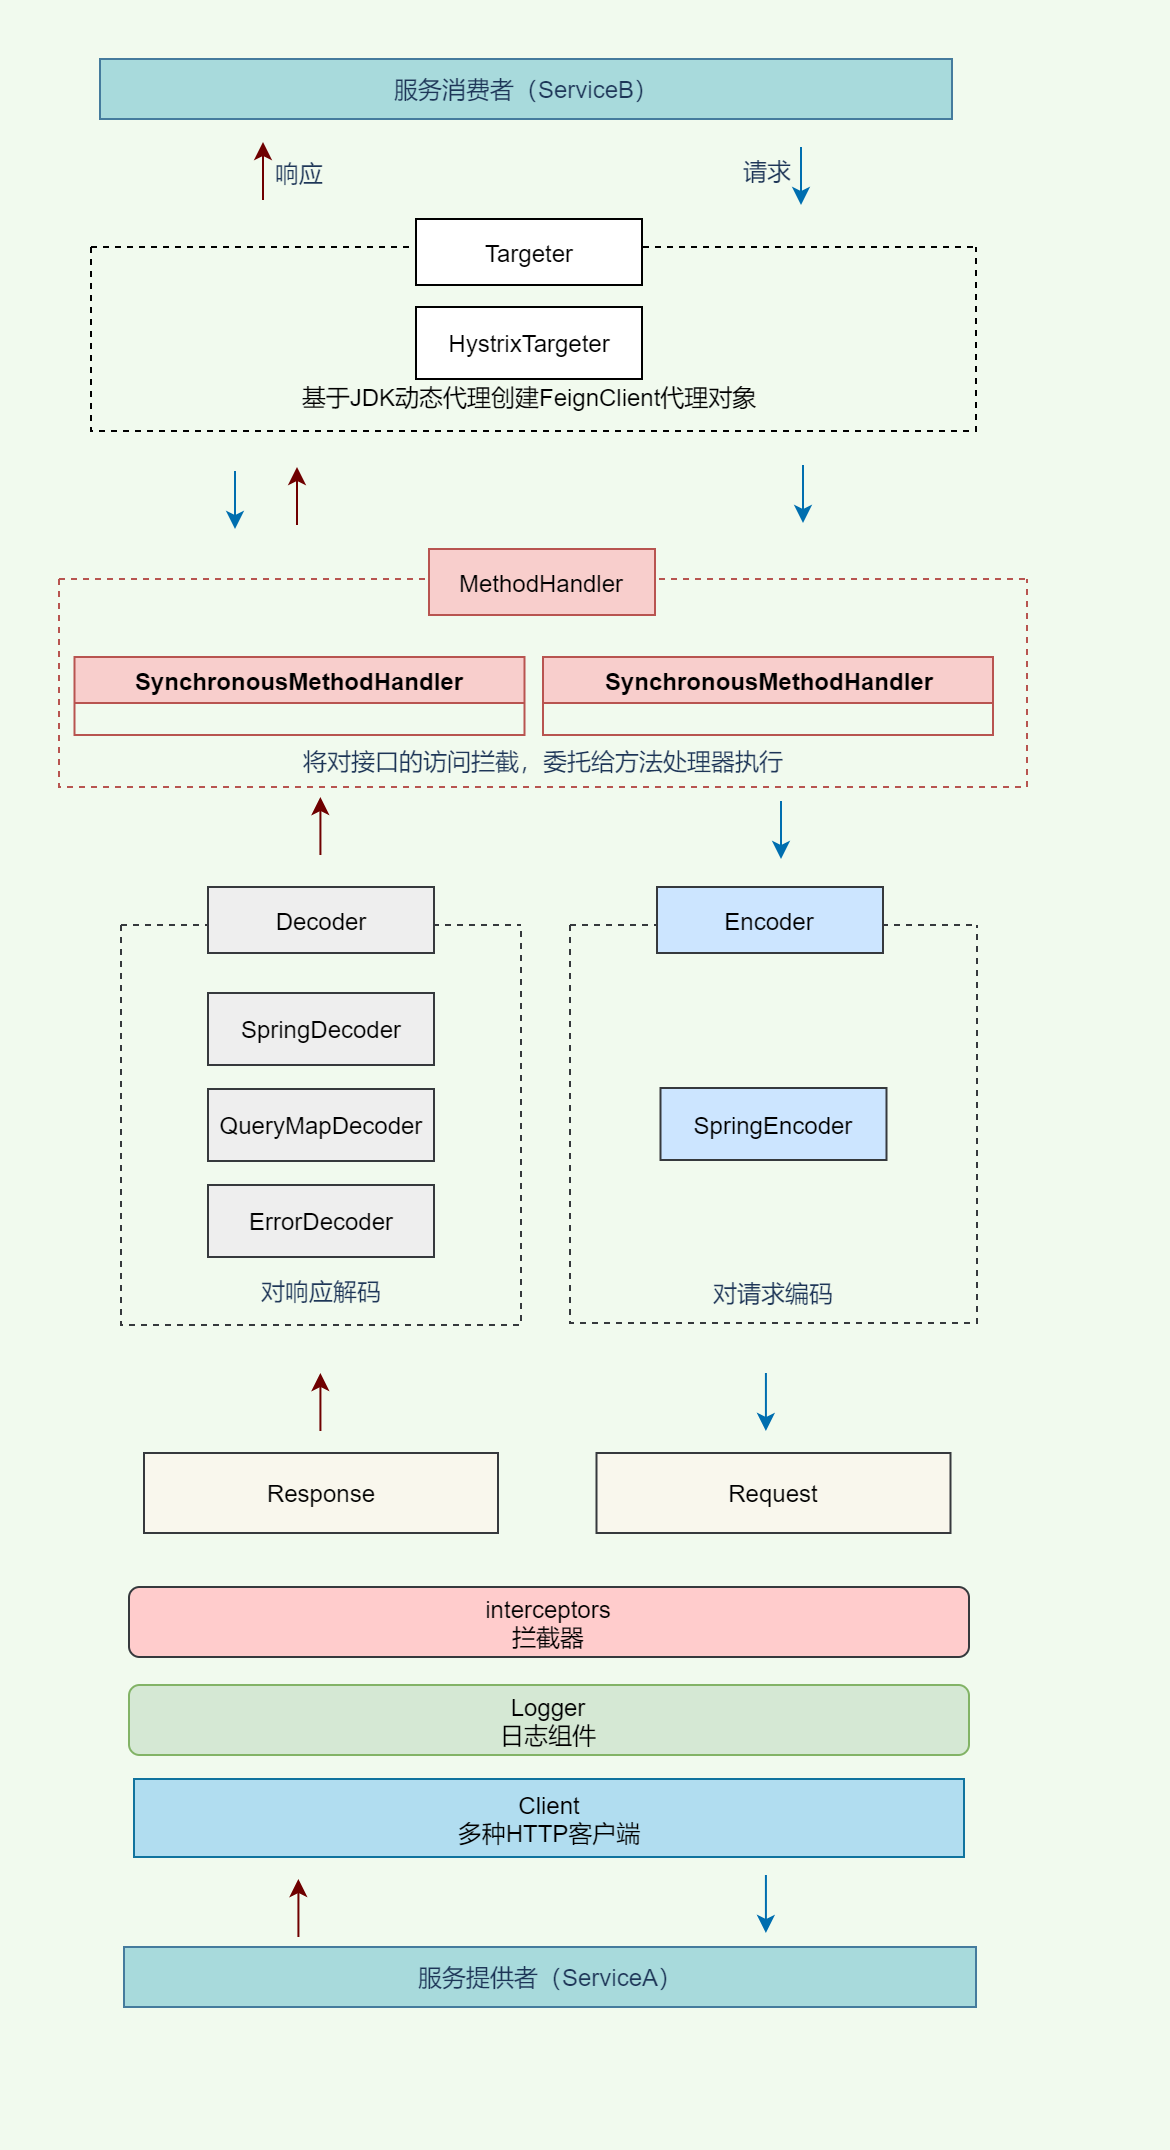 服务消费者（ServiceB）
响应
请求
Targeter
HystrixTargeter
基于JDK动态代理创建FeignClient代理对象
MethodHandler
SynchronousMethodHandler
SynchronousMethodHandler
将对接口的访问拦截，委托给方法处理器执行
Decoder
Encoder
SpringDecoder
QueryMapDecoder
SpringEncoder
ErrorDecoder
对响应解码
对请求编码
Response
Request
interceptors
拦截器
Logger
日志组件
Client
多种HTTP客户端
服务提供者（ServiceA）